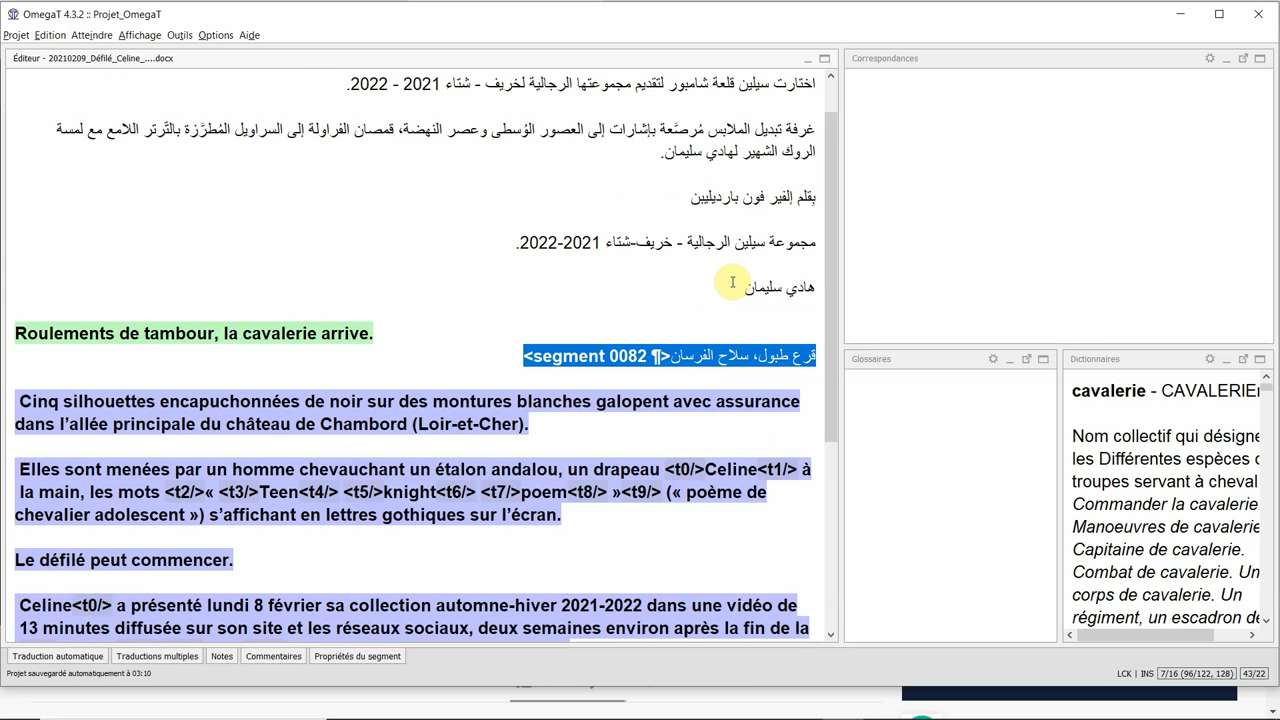 OmegaT 4.3.2 :: Projet_OmegaT
Projet Edition Atteindre Affichage Outils Options Aide
Éditeur - 20210209_Défilé_Celine_....docx
اختارت سيلين قلعة شامبور لتقديم مجموعتها الرجالية لخريف - شتاء 2021 - 2022.
غرفة تبديل الملابس مُرصَّعة بإشارات إلى العصور الوُسطى وعصر النهضة، قمصان الفراولة إلى السراويل المُطرَّزة بالتّرتر اللامع مع لمسة
الروك الشهير لهادي سليمان.
بِقلم إلفير فون بارديليبن
مجموعة سيلين الرجالية - خريف-شتاء 2021-2022.
هادي سليمان
Roulements de tambour, la cavalerie arrive.
قرع طبول، سلاح الفرسان<segment 0082 ¶>
Cinq silhouettes encapuchonnées de noir sur des montures blanches galopent avec assurance
dans l’allée principale du château de Chambord (Loir-et-Cher).
Elles sont menées par un homme chevauchant un étalon andalou, un drapeau <t0/>Celine<t1/> à
la main, les mots <t2/>« <t3/>Teen<t4/> <t5/>knight<t6/> <t7/>poem<t8/> »<t9/> (« poème de
chevalier adolescent ») s’affichant en lettres gothiques sur l’écran.
Le défilé peut commencer.
Celine<t0/> a présenté lundi 8 février sa collection automne-hiver 2021-2022 dans une vidéo de
13 minutes diffusée sur son site et les réseaux sociaux, deux semaines environ après la fin de la
Correspondances
Glossaires
Dictionnaires
cavalerie - CAVALERIE
Nom collectif qui désigne
les Différentes espèces
troupes servant à cheval
Commander la cavalerie
Manoeuvres de cavalerie
Capitaine de cavalerie.
Combat de cavalerie. Un
corps de cavalerie. Un
régiment, un escadron de
Traduction automatique Traductions multiples Notes Commentaires Propriétés du segment
Projet sauvegardé automatiquement à 03:10
LCK | INS 7/16 (96/122, 128) 43/22